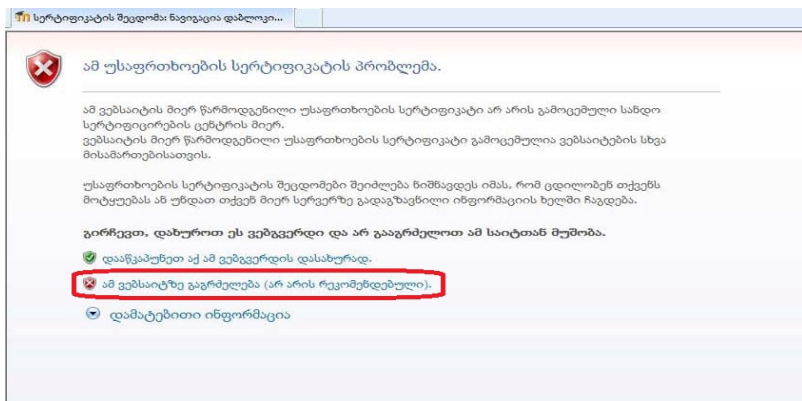 სერტიფიკატის შეცდომა: ნავიგაცია დაბლოკი...
ამ უსაფრთხოების სერტიფიკატის პრობლემა.
ამ ვებსაიტის მიერ წარმოდგენილი უსაფრთხოების სერტიფიკატი არ არის გამოცემული სანდო
სერტიფიცირების ცენტრის მიერ.
ვებსაიტის მიერ წარმოდგენილი უსაფრთხოების სერტიფიკატი გამოცემულია ვებსაიტების სხვა
მისამართებისათვის.
უსაფრთხოების სერტიფიკატის შეცდომები შეიძლება ნიშნავდეს იმას, რომ ცდილობენ თქვენს
მოტყუებას ან უნდათ თქვენ მიერ სერვერზე გადაგზავნილი ინფორმაციის ხელში ჩაგდება.
გირჩევთ, დახუროთ ეს ვებგვერდი და არ გააგრძელოთ ამ საიტთან მუშობა.
დააწკაპუნეთ აქ ამ ვებგვერდის დასახურად.
ამ ვებსაიტზე გაგრძელება (არ არის რეკომენდებული).
დამატებითი ინფორმაცია